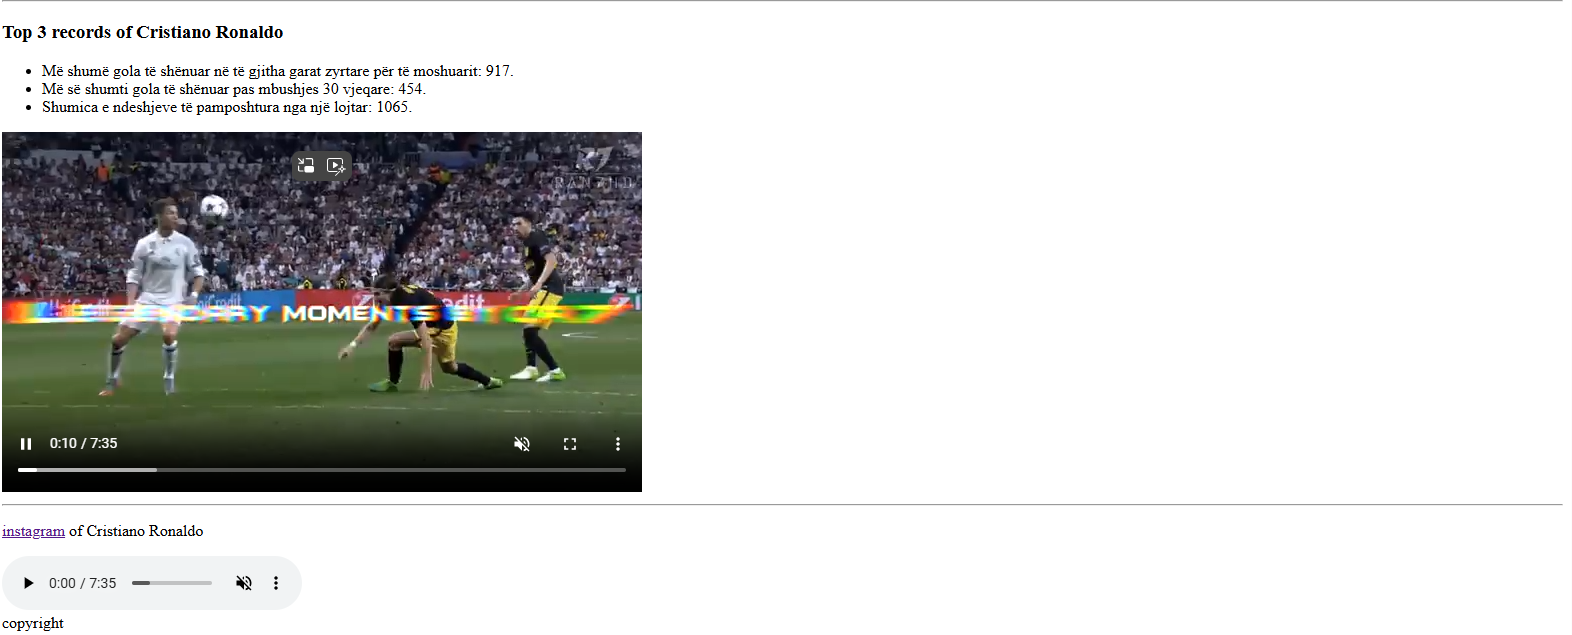 Top 3 records of Cristiano Ronaldo
Më shumë gola të shënuar në të gjitha garat zyrtare për të moshuarit: 917.
Më së shumti gola të shënuar pas mbushjes 30 vjeqare: 454.
Shumica e ndeshjeve të pamposhtura nga një lojtar: 1065.
MOMENTS
0:10 / 7:35
instagram of Cristiano Ronaldo
0:00 / 7:35
copyright